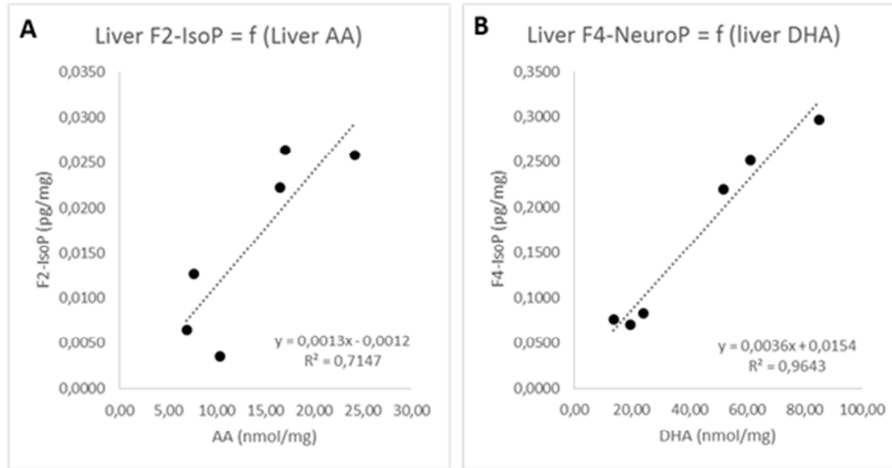 A
Liver F2-IsoP = f (Liver AA)
0,0350
0,0300
0,0250
0,0200
0,0150
0,0100
0,0050
0,0000
F2-IsoP (pg/mg)
y = 0,0013x - 0,0012
R² = 0,7147
0,00 5,00 10,00 15,00 20,00 25,00 30,00
AA (nmol/mg)
B
Liver F4-NeuroP = f (liver DHA)
0,3500
0,3000
0,2500
0,2000
0,1500
0,1000
0,0500
0,0000
F4-IsoP (pg/mg)
y = 0,0036x + 0,0154
R² = 0,9643
0,00 20,00 40,00 60,00 80,00 100,00
DHA (nmol/mg)